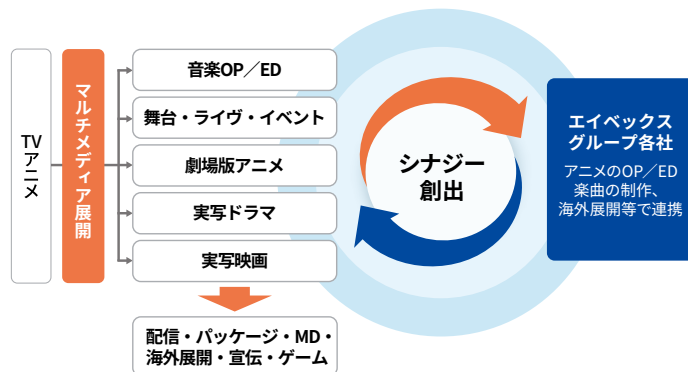 TVアニメ
マルチメディア展開
音楽OP／ED
舞台・ライヴ・イベント
劇場版アニメ
実写ドラマ
実写映画
配信・パッケージ・MD・
海外展開・宣伝・ゲーム
シナジー
創出
エイベックス
グループ各社
アニメのOP／ED
楽曲の制作、
海外展開等で連携